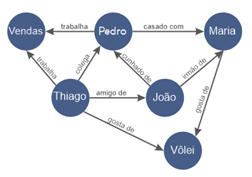 Vendas
trabalha
Pedro
casado com
Maria
trabalha
colega
cunhado de
irmão de
gosta de
Thiago
amigo de
João
gosta de
Vôlei